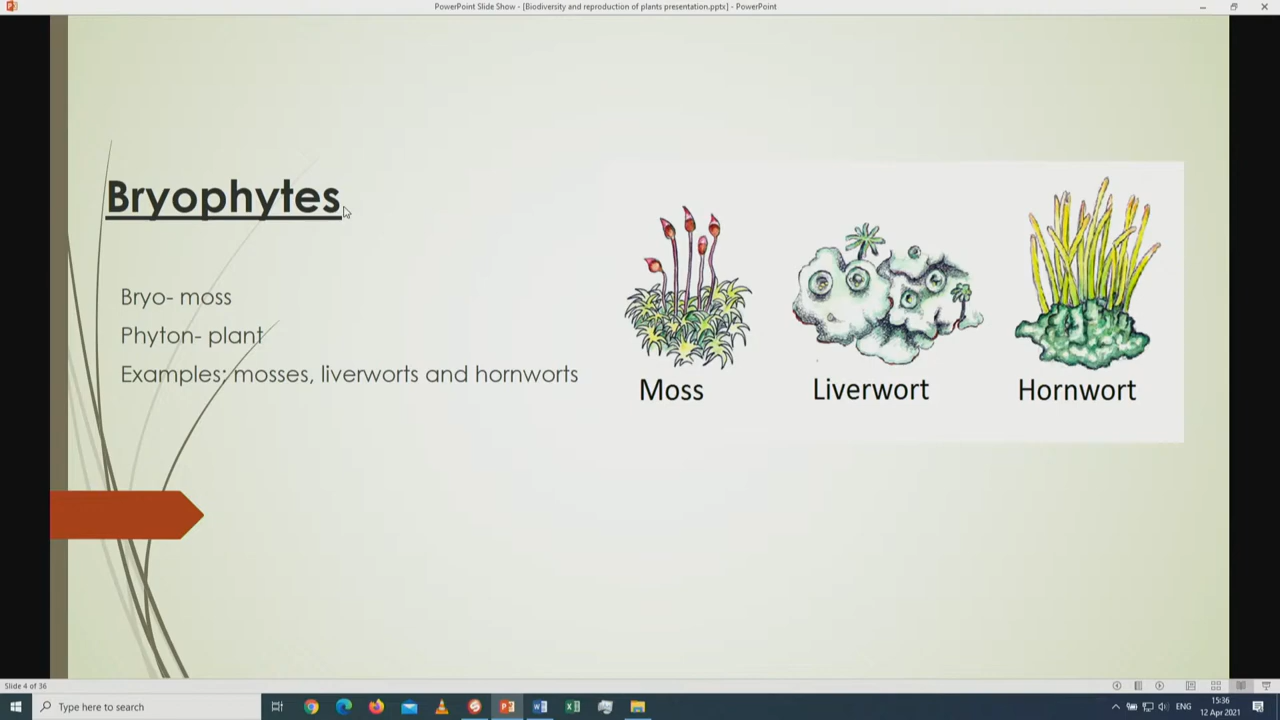 PowerPoint Slide Show - [Biodiversity and reproduction of plants presentation.pptx] - PowerPoint
Bryophytes
Bryo- moss
Phyton- plant
Examples; mosses, liverworts and hornworts
Moss
Liverwort
Hornwort
Slide 4 of 36
Type here to search
ENG
15:36
12 Apr 2021